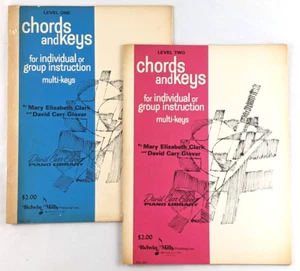 LEVEL ONE
chords
and keys
for individual or
group instruction
multi-keys
by Mary Elizabeth Clark
and David Carr Glover
David Carr Glover
PIANO LIBRARY
$2.00
Belwin Mills
LEVEL TWO
chords
and keys
for individual or
group instruction
multi-keys
by Mary Elizabeth Clark
and David Carr Glover
David Carr Glover
PIANO LIBRARY
$2.00
Belwin Mills